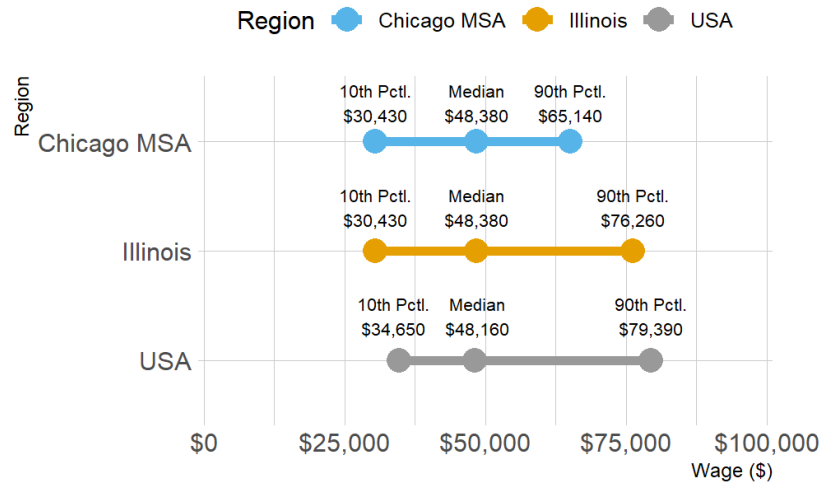 Region Chicago MSA Illinois USA
Region
10th Pctl. Median 90th Pctl.
$30,430 $48,380 $65,140
Chicago MSA
10th Pctl. Median 90th Pctl.
$30,430 $48,380 $76,260
Illinois
10th Pctl. Median 90th Pctl.
$34,650 $48,160 $79,390
USA
$0 $25,000 $50,000 $75,000 $100,000
Wage ($)